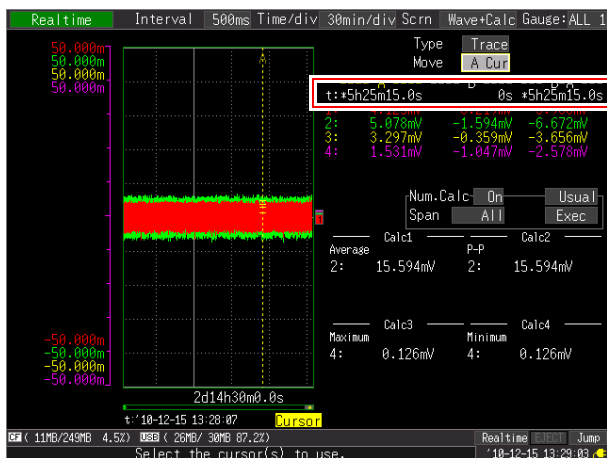 Realtime Interval 500ms Time/div 30min/div Scrn Wave+Calc Gauge:ALL 1
50.000m
50.000m
50.000m
50.000m
Type Trace
Move A Cur
A
t:*5h25m15.0s 0s *5h25m15.0s
2: 5.078mV -1.594mV -6.672mV
3: 3.297mV -0.359mV -3.656mV
4: 1.531mV -1.047mV -2.578mV
Num.Calc On Usual
Span All Exec
1
Calc1 Calc2
Average P-P
2: 15.594mV 2: 15.594mV
Calc3 Calc4
Maximum Minimum
4: 0.126mV 4: 0.126mV
-50.000m
-50.000m
-50.000m
-50.000m
2d14h30m0.0s
t:'10-12-15 13:28:07 Cursor
CF ( 11MB/249MB 4.5%) USB ( 26MB/ 30MB 87.2%) Realtime EJECT Jump
Select the cursor(s) to use. '10-12-15 13:29:03